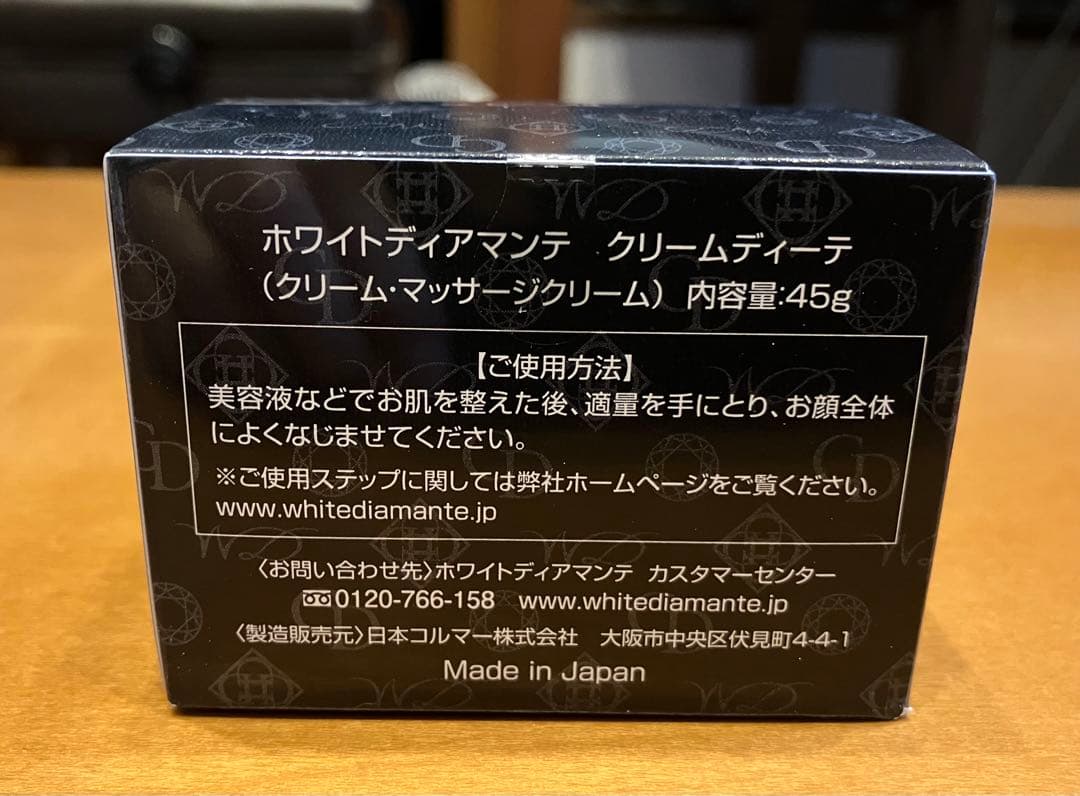 ホワイトディアマンテ クリームディーテ
(クリーム・マッサージクリーム) 内容量:45g
【ご使用方法】
美容液などでお肌を整えた後、適量を手にとり、お顔全体
によくなじませてください。
※ご使用ステップに関しては弊社ホームページをご覧ください。
www.whitediamante.jp
〈お問い合わせ先〉ホワイトディアマンテ カスタマーセンター
0120-766-158 www.whitediamante.jp
〈製造販売元〉日本コルマー株式会社 大阪市中央区伏見町4-4-1
Made in Japan